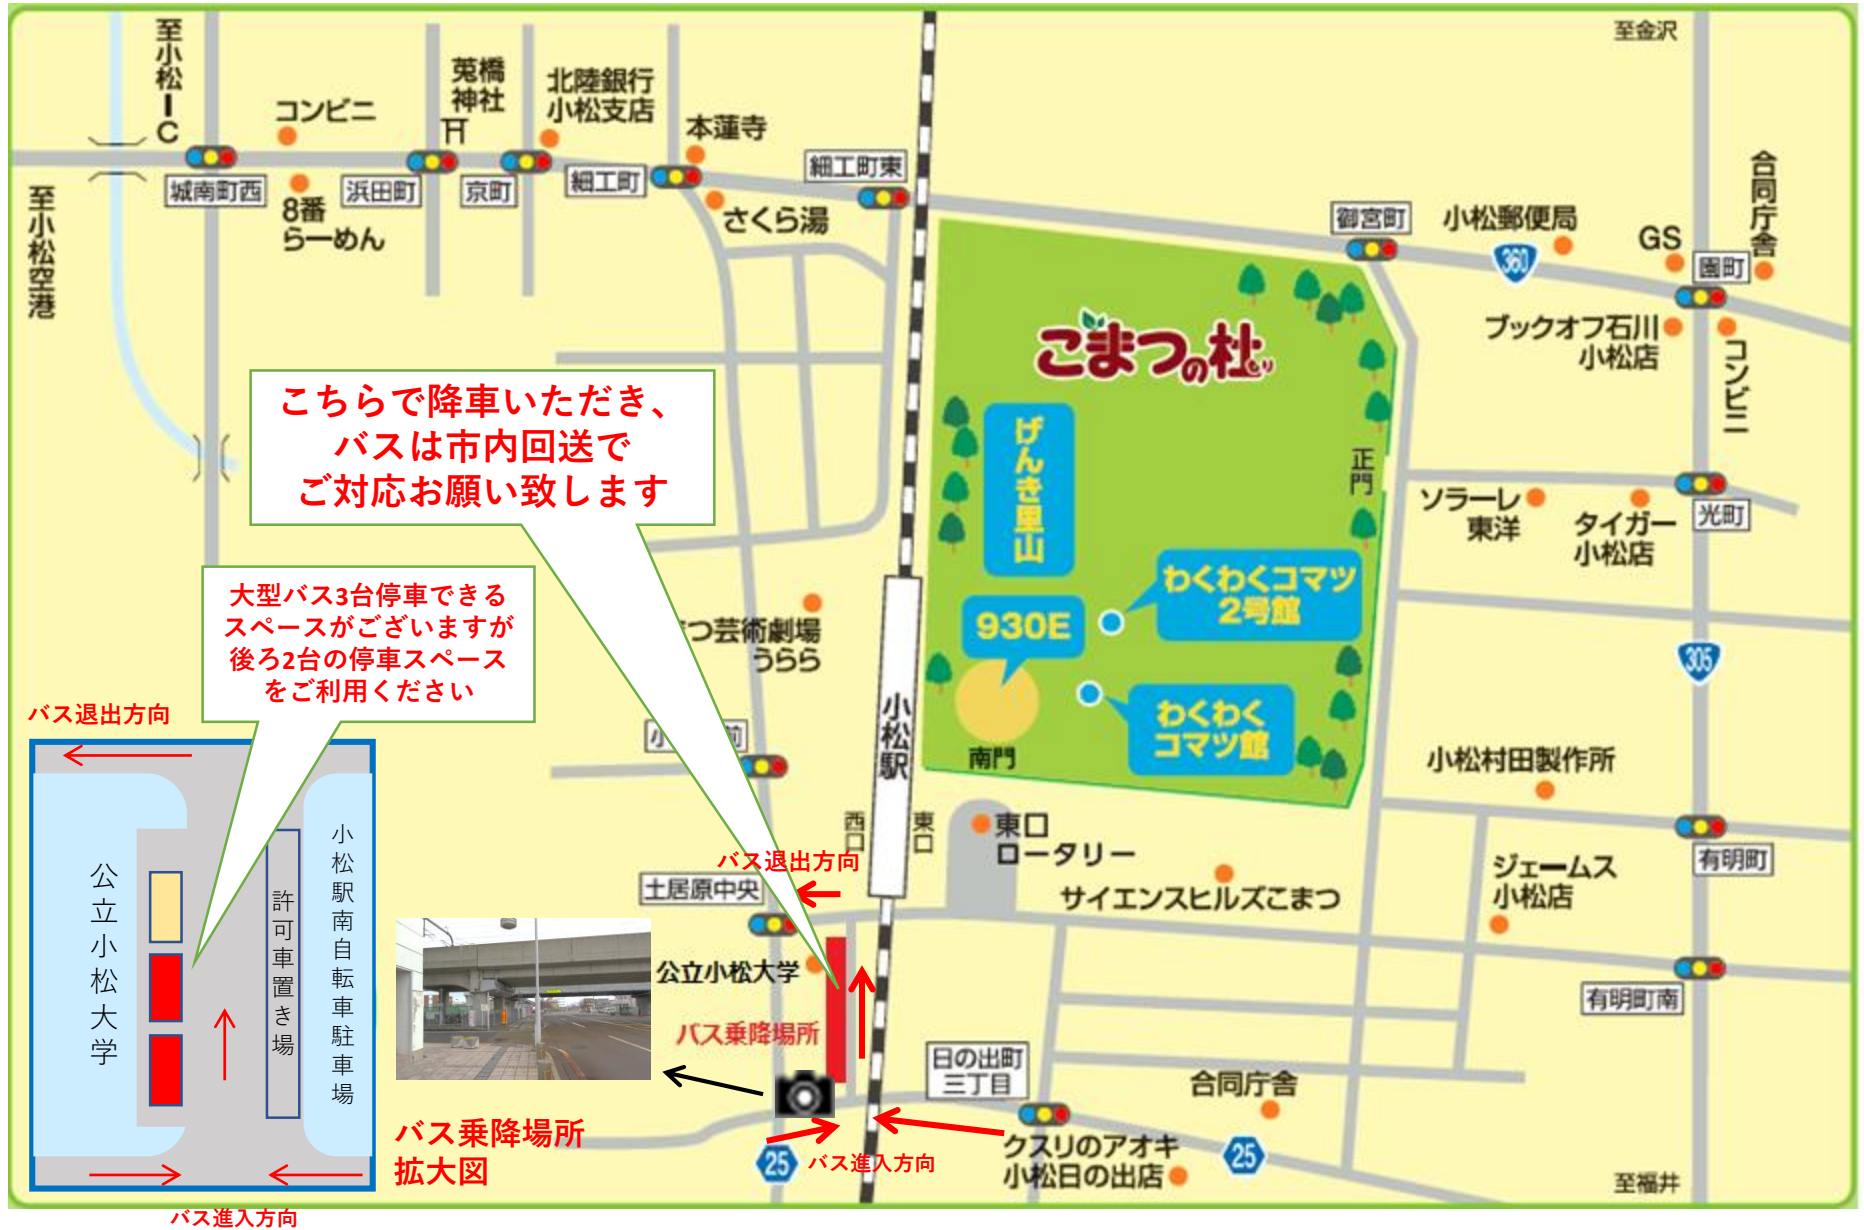 至小松IC
至小松空港
コンビニ
城南町西
8番
らーめん
浜田町
莵橋
神社
京町
北陸銀行
小松支店
細工町
本蓮寺
さくら湯
細工町東
至金沢
御宮町
小松郵便局
360
GS
園町
合同庁舎
ブックオフ石川
小松店
コンビニ
こまつの杜
もり
げんき里山
正門
わくわくコマツ
2号館
930E
わくわく
コマツ館
南門
ソラーレ
東洋
タイガー
小松店
光町
305
こちらで降車いただき、
バスは市内回送で
ご対応お願い致します
大型バス3台停車できる
スペースがございますが
後ろ2台の停車スペース
をご利用ください
つ芸術劇場
うらら
小
前
小松駅
西口
東口
東口
ロータリー
サイエンスヒルズこまつ
小松村田製作所
有明町
ジェームス
小松店
有明町南
バス退出方向
土居原中央
公立小松大学
バス乗降場所
日の出町
三丁目
合同庁舎
クスリのアオキ
小松日の出店
25
25
バス進入方向
至福井
バス退出方向
公立小松大学
許可車置き場
小松駅南自転車駐車場
バス進入方向
バス乗降場所
拡大図